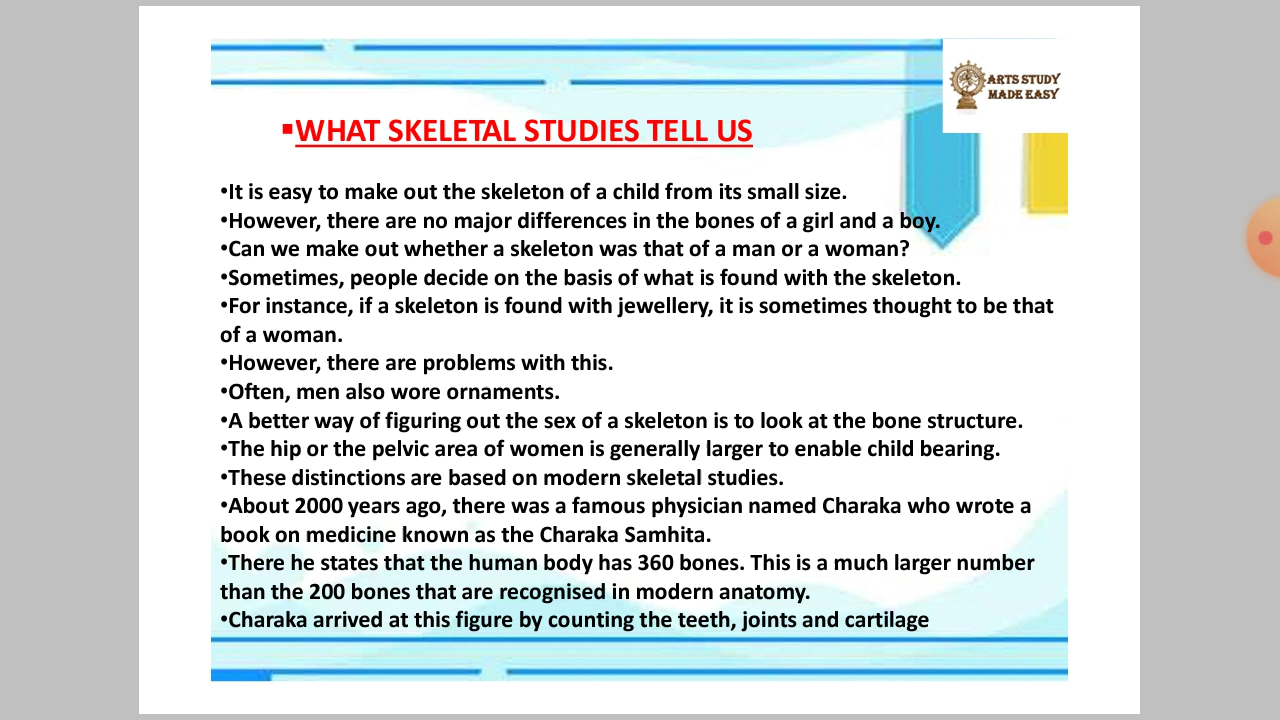 ARTS STUDY
MADE EASY
▪WHAT SKELETAL STUDIES TELL US
•It is easy to make out the skeleton of a child from its small size.
•However, there are no major differences in the bones of a girl and a boy.
•Can we make out whether a skeleton was that of a man or a woman?
•Sometimes, people decide on the basis of what is found with the skeleton.
•For instance, if a skeleton is found with jewellery, it is sometimes thought to be that
of a woman.
•However, there are problems with this.
•Often, men also wore ornaments.
•A better way of figuring out the sex of a skeleton is to look at the bone structure.
•The hip or the pelvic area of women is generally larger to enable child bearing.
•These distinctions are based on modern skeletal studies.
•About 2000 years ago, there was a famous physician named Charaka who wrote a
book on medicine known as the Charaka Samhita.
•There he states that the human body has 360 bones. This is a much larger number
than the 200 bones that are recognised in modern anatomy.
•Charaka arrived at this figure by counting the teeth, joints and cartilage